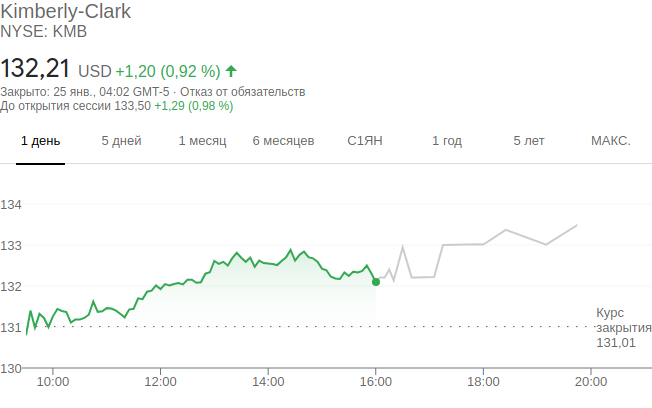 Kimberly-Clark
NYSE: KMB
132,21 USD +1,20 (0,92 %)
Закрыто: 25 янв., 04:02 GMT-5 · Отказ от обязательств
До открытия сессии 133,50 +1,29 (0,98 %)
1 день 5 дней 1 месяц 6 месяцев С1ЯН 1 год 5 лет МАКС.
134
133
132
131
130
Курс
закрытия
131,01
10:00 12:00 14:00 16:00 18:00 20:00